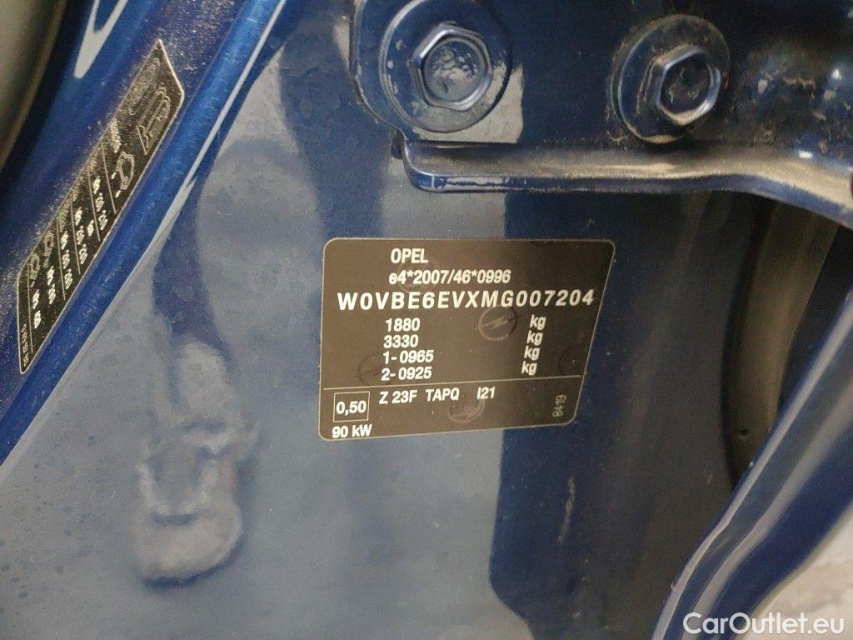 OPEL
e4*2007/46*0996
W0VBE6EVXMG007204
1880 kg
3330 kg
1-0965 kg
2-0925 kg
0,50 Z 23F TAPQ I21
90 kW
CarOutlet.eu